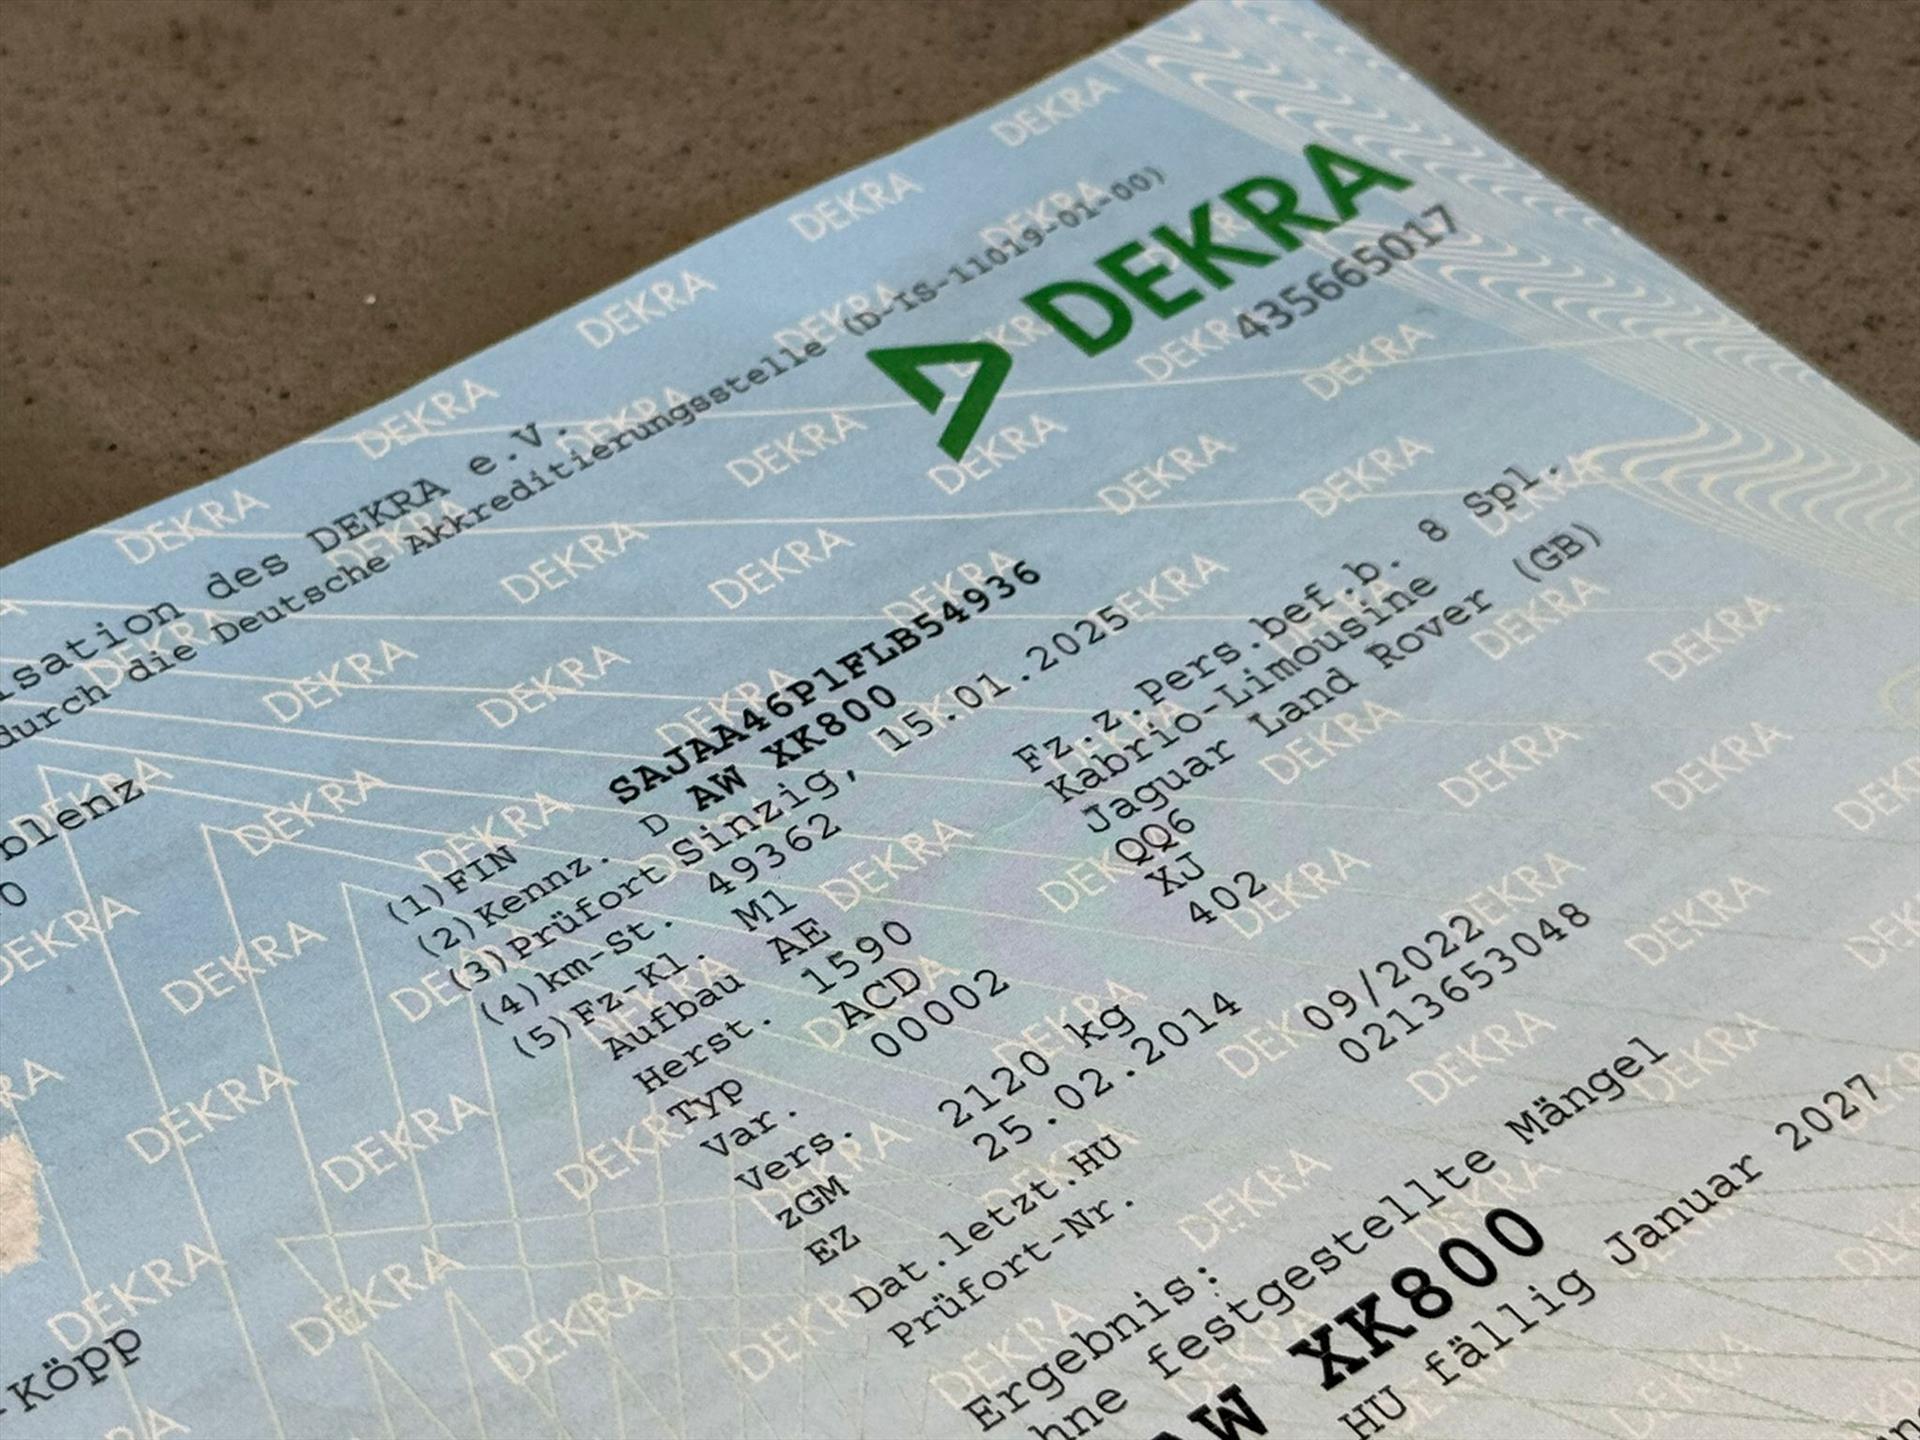 DEKRA
435665017
isation des DEKRA e.V.
durch die Deutsche Akkreditierungsstelle (D-IS-11019-01-00)
blenz
0
(1)FIN SAJAA46P1FLB54936
(2)Kennz. D AW XK800
(3)Prüfort Sinzig, 15.01.2025
(4)km-St. 49362
(5)Fz-Kl. M1 Fz.z.Pers.bef.b. 8 Spl.
Aufbau AE Kabrio-Limousine
Herst. 1590 Jaguar Land Rover (GB)
Typ ACD QQ6
Var. 00002 XJ
Vers. 402
zGM 2120 kg
EZ 25.02.2014
Dat.letzt.HU 09/2022
Prüfort-Nr. 0213653048
Köpp
Ergebnis:
hne festgestellte Mängel
AW XK800
HU fällig Januar 2027